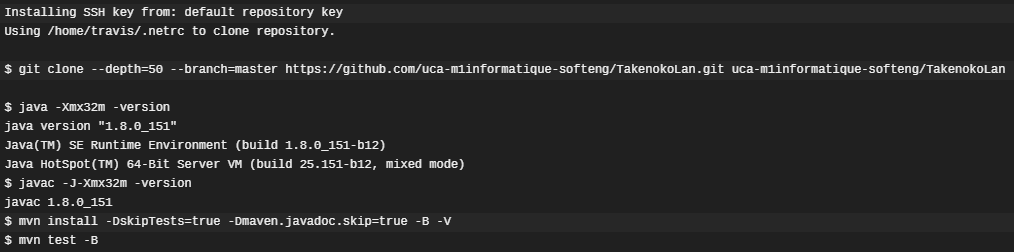 Installing SSH key from: default repository key
Using /home/travis/.netrc to clone repository.
$ git clone --depth=50 --branch=master https://github.com/uca-m1informatique-softeng/TakenokoLan.git uca-m1informatique-softeng/TakenokoLan
$ java -Xmx32m -version
java version "1.8.0_151"
Java(TM) SE Runtime Environment (build 1.8.0_151-b12)
Java HotSpot(TM) 64-Bit Server VM (build 25.151-b12, mixed mode)
$ javac -J-Xmx32m -version
javac 1.8.0_151
$ mvn install -DskipTests=true -Dmaven.javadoc.skip=true -B -V
$ mvn test -B